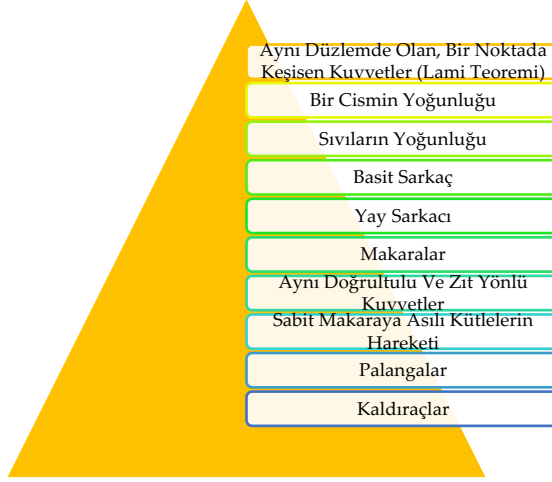 Aynı Düzlemde Olan, Bir Noktada
Keşisen Kuvvetler (Lami Teoremi)
Bir Cismin Yoğunluğu
Sıvıların Yoğunluğu
Basit Sarkaç
Yay Sarkacı
Makaralar
Aynı Doğrultulu Ve Zıt Yönlü
Kuvvetler
Sabit Makaraya Asılı Kütlelerin
Hareketi
Palangalar
Kaldıraçlar